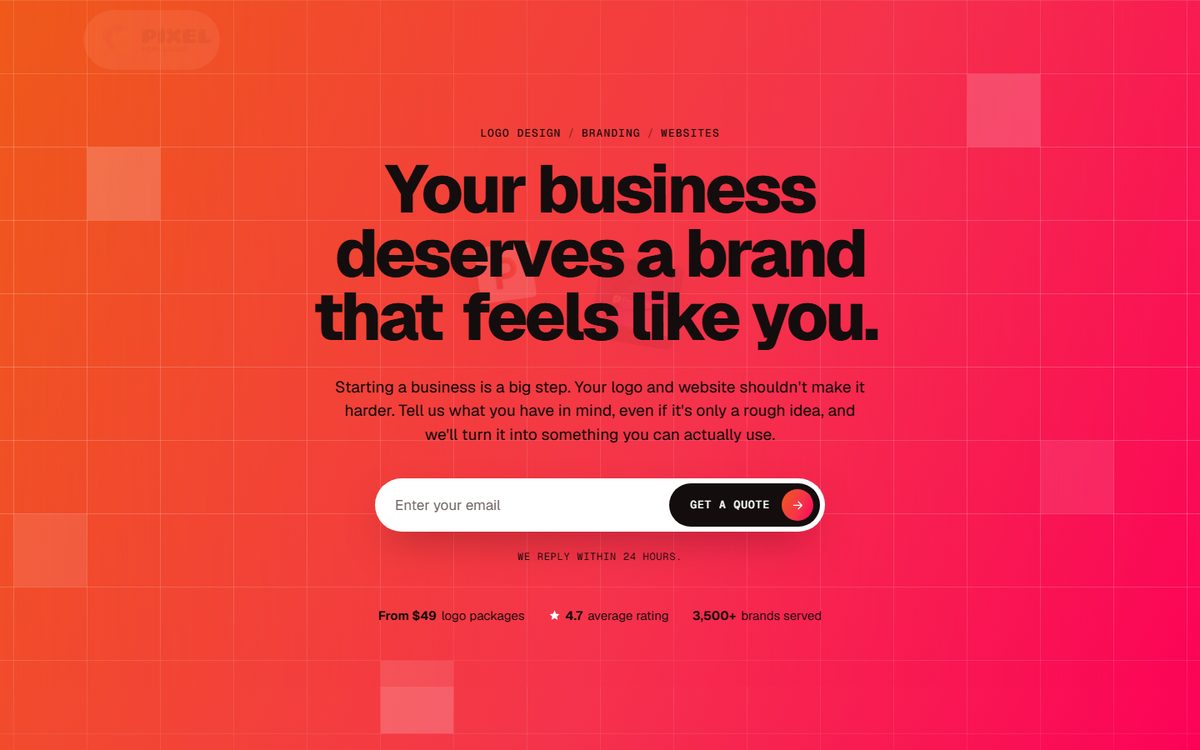 PIXEL
LOGO DESIGN / BRANDING / WEBSITES
Your business
deserves a brand
that feels like you.
Starting a business is a big step. Your logo and website shouldn't make it
harder. Tell us what you have in mind, even if it's only a rough idea, and
we'll turn it into something you can actually use.
Enter your email
GET A QUOTE →
WE REPLY WITHIN 24 HOURS.
From $49 logo packages ★ 4.7 average rating 3,500+ brands served